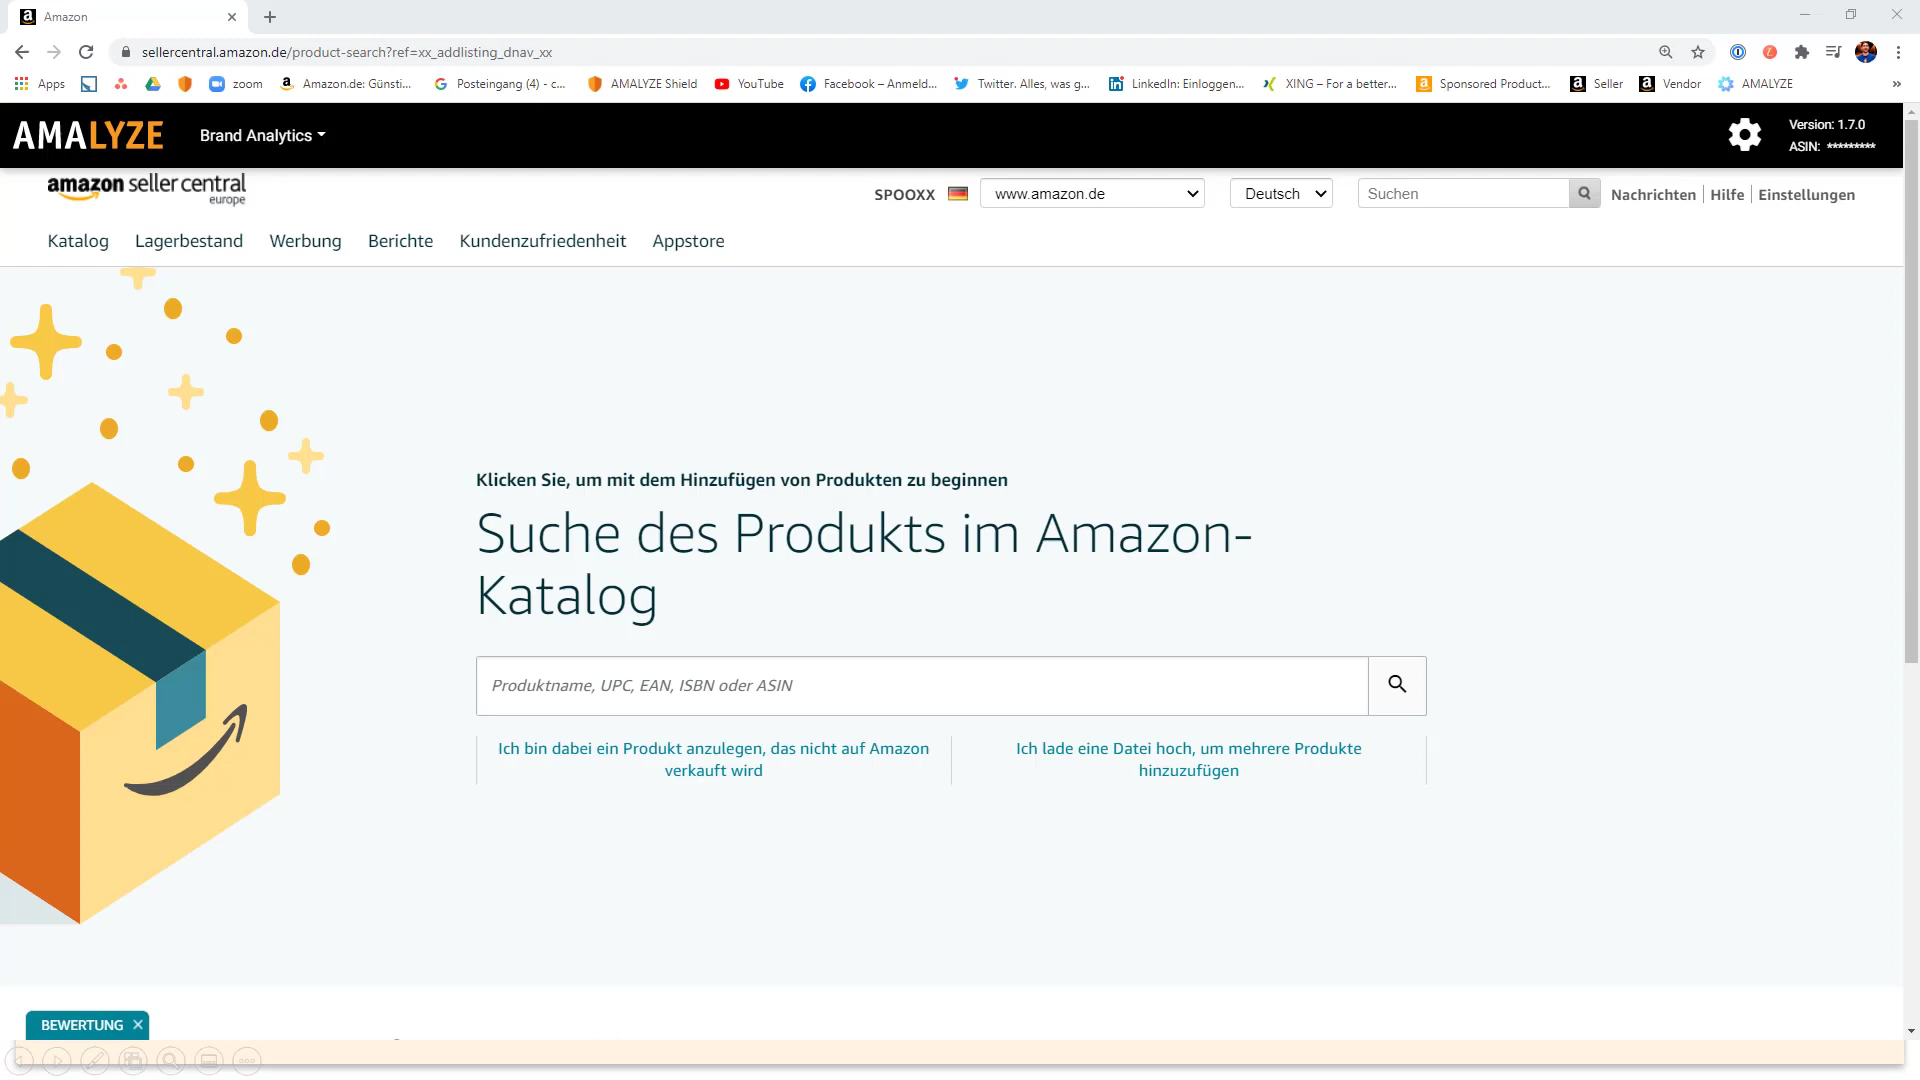 Amazon
sellercentral.amazon.de/product-search?ref=xx_addlisting_dnav_xx
Apps
zoom
Amazon.de: Günsti...
Posteingang (4) - c...
AMALYZE Shield
YouTube
Facebook – Anmeld...
Twitter. Alles, was g...
LinkedIn: Einloggen...
XING – For a better...
Sponsored Product...
Seller
Vendor
AMALYZE
»
AMALYZE
Brand Analytics
Version: 1.7.0
ASIN: *********
amazon seller central
europe
SPOOXX
www.amazon.de
Deutsch
Suchen
Nachrichten | Hilfe | Einstellungen
Katalog
Lagerbestand
Werbung
Berichte
Kundenzufriedenheit
Appstore
Klicken Sie, um mit dem Hinzufügen von Produkten zu beginnen
Suche des Produkts im Amazon-
Katalog
Produktname, UPC, EAN, ISBN oder ASIN
Ich bin dabei ein Produkt anzulegen, das nicht auf Amazon
verkauft wird
Ich lade eine Datei hoch, um mehrere Produkte
hinzuzufügen
BEWERTUNG